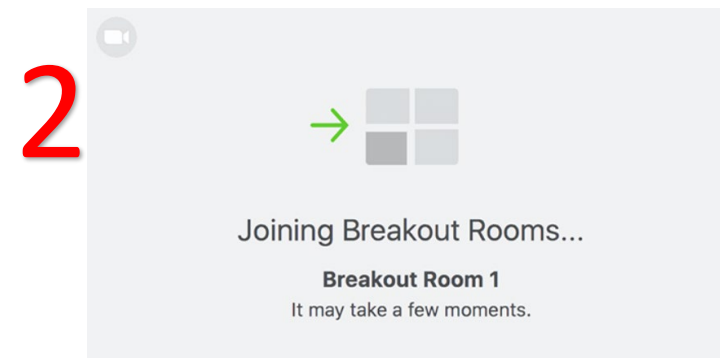 2
Joining Breakout Rooms...
Breakout Room 1
It may take a few moments.